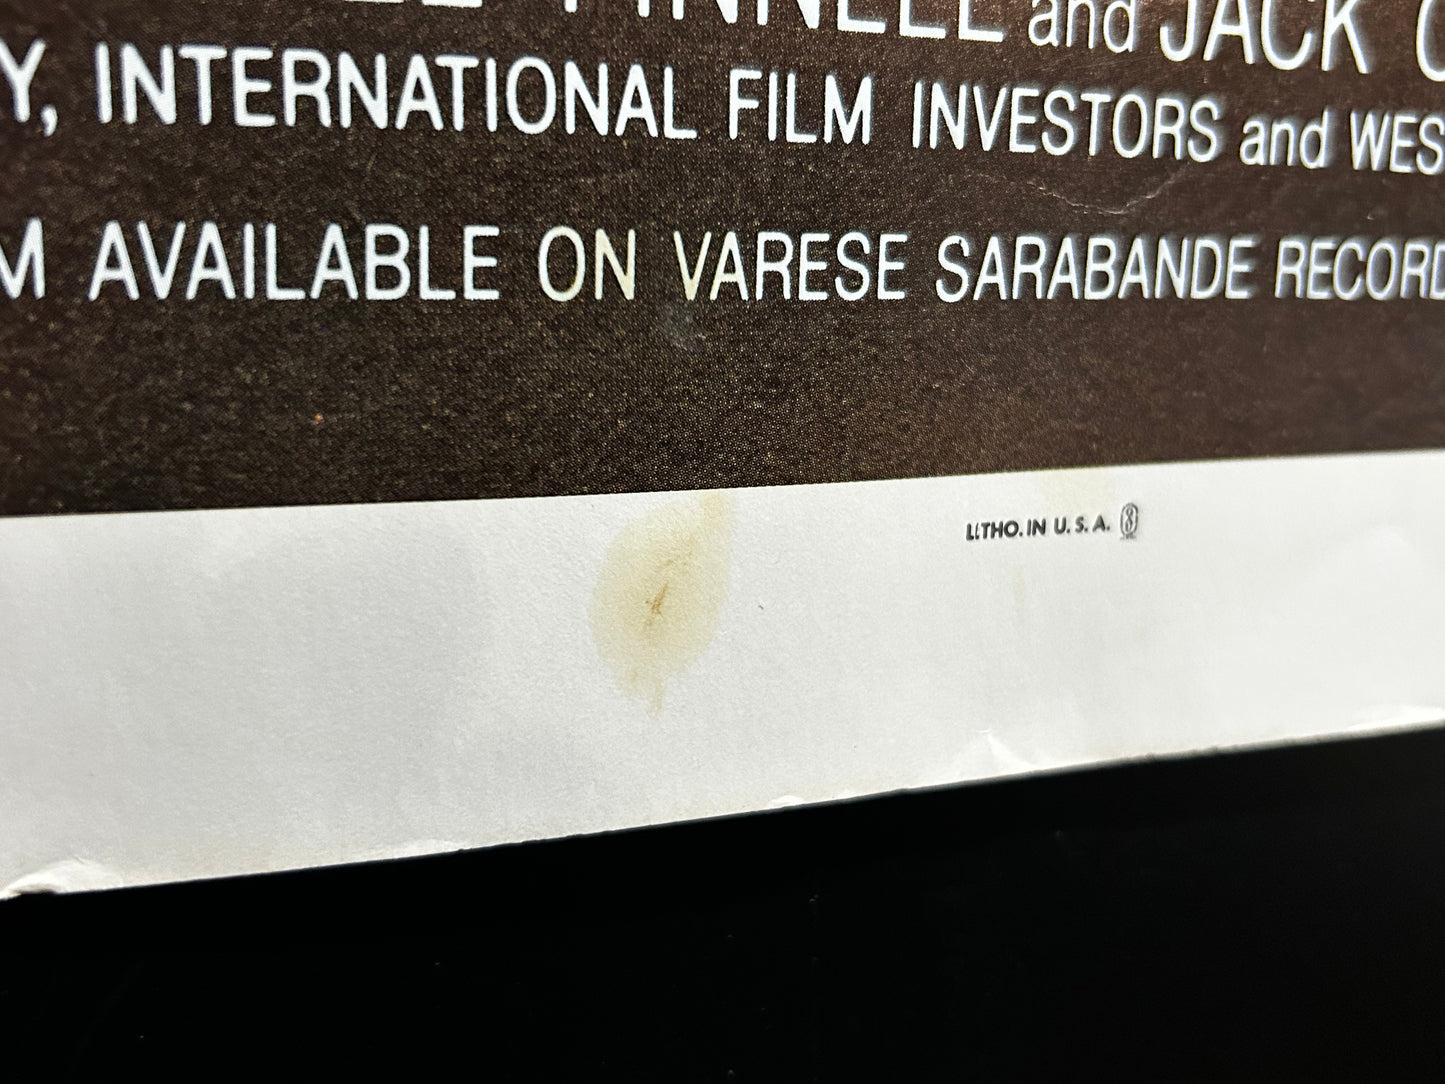 and JACK
Y, INTERNATIONAL FILM INVESTORS and WES
M AVAILABLE ON VARESE SARABANDE RECORD
LITHO. IN U.S.A.